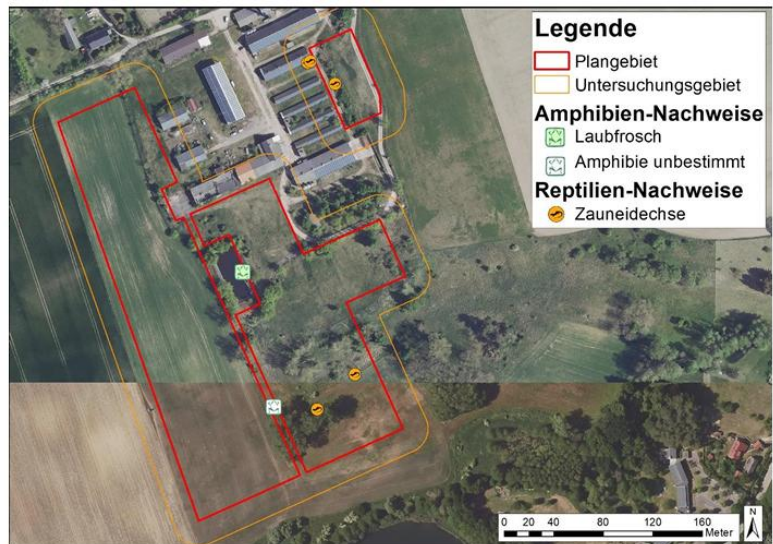 Legende
Plangebiet
Untersuchungsgebiet
Amphibien-Nachweise
Laubfrosch
Amphibie unbestimmt
Reptilien-Nachweise
Zauneidechse
N
0 20 40 80 120 160
Meter